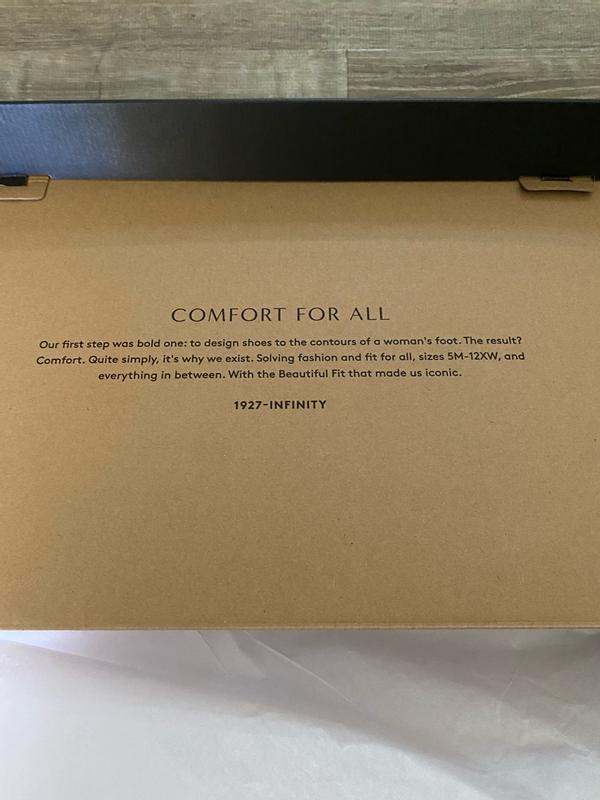 COMFORT FOR ALL
Our first step was bold one: to design shoes to the contours of a woman's foot. The result?
Comfort. Quite simply, it's why we exist. Solving fashion and fit for all, sizes 5M-12XW, and
everything in between. With the Beautiful Fit that made us iconic.
1927-INFINITY